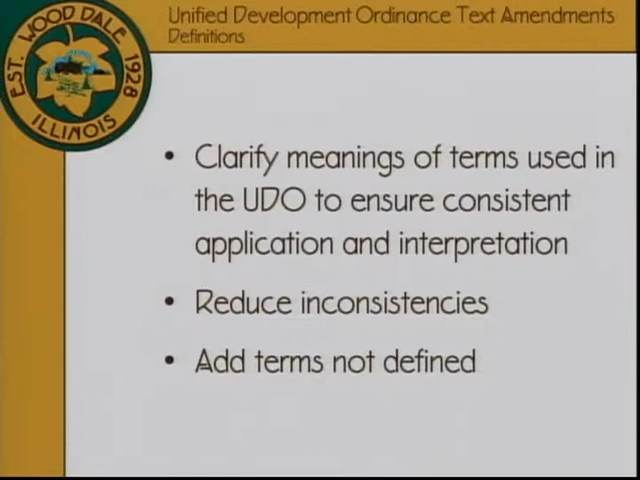 Unified Development Ordinance Text Amendments
Definitions
EST. WOOD DALE 1928
ILLINOIS
• Clarify meanings of terms used in
the UDO to ensure consistent
application and interpretation
• Reduce inconsistencies
• Add terms not defined